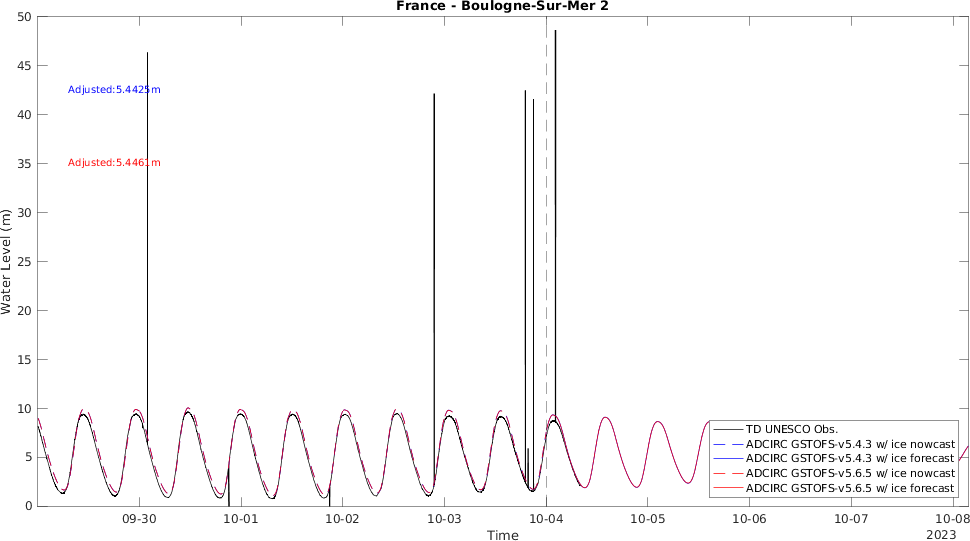 France - Boulogne-Sur-Mer 2
50
45
40
35
30
25
20
15
10
5
0
Water Level (m)
Adjusted:5.4425m
Adjusted:5.4461m
TD UNESCO Obs.
ADCIRC GSTOFS-v5.4.3 w/ ice nowcast
ADCIRC GSTOFS-v5.4.3 w/ ice forecast
ADCIRC GSTOFS-v5.6.5 w/ ice nowcast
ADCIRC GSTOFS-v5.6.5 w/ ice forecast
09-30 10-01 10-02 10-03 10-04 10-05 10-06 10-07 10-08
2023
Time